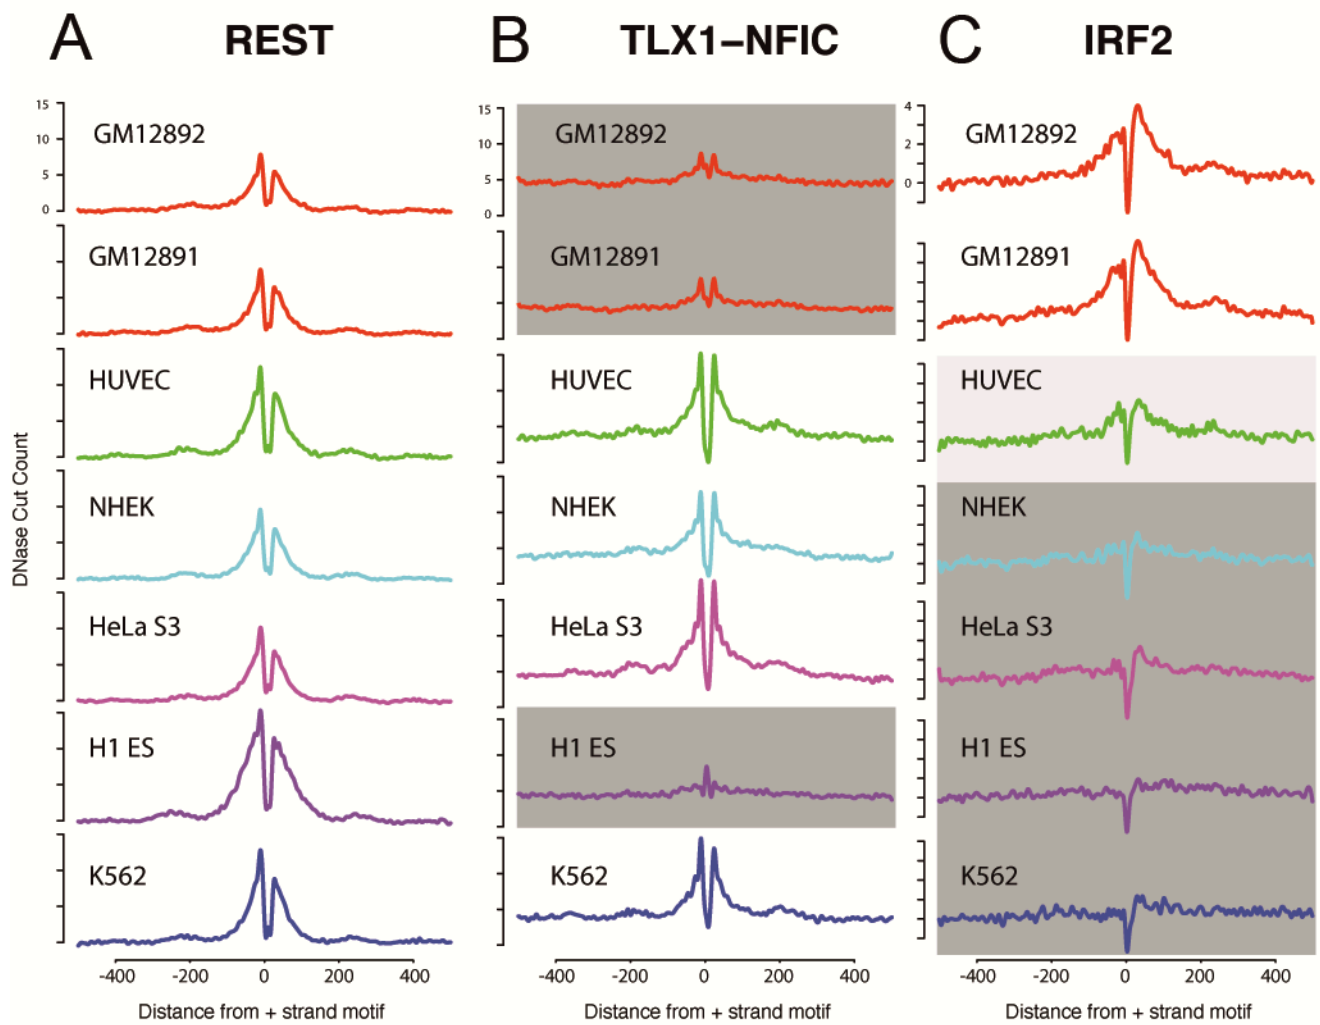 A REST
B TLX1–NFIC
C IRF2
DNase Cut Count
15
10
5
0
GM12892
GM12891
HUVEC
NHEK
HeLa S3
H1 ES
K562
-400 -200 0 200 400
Distance from + strand motif
15
10
5
0
GM12892
GM12891
HUVEC
NHEK
HeLa S3
H1 ES
K562
-400 -200 0 200 400
Distance from + strand motif
4
2
0
GM12892
GM12891
HUVEC
NHEK
HeLa S3
H1 ES
K562
-400 -200 0 200 400
Distance from + strand motif